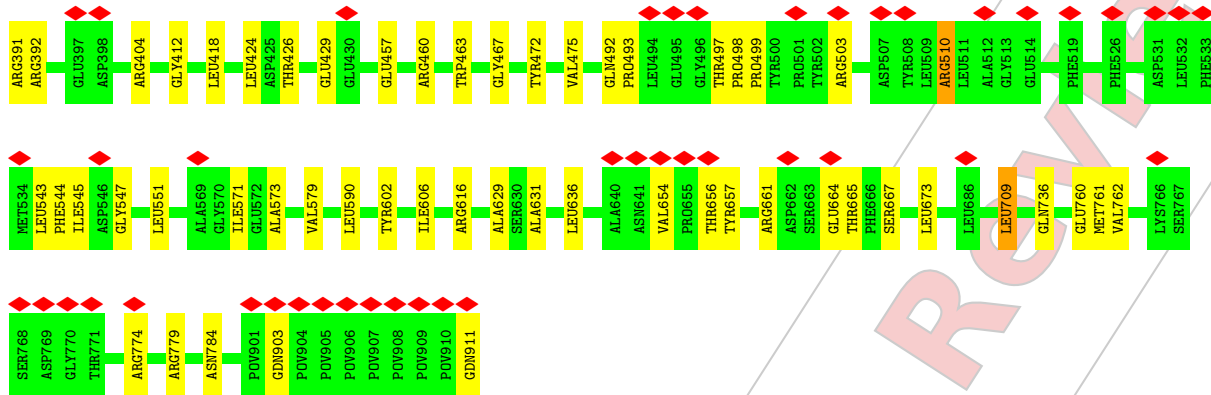 ARG391 ARG392 GLU397 ASP398 ARG404 GLY412 LEU418 LEU424 ASP425 THR426 GLU429 GLU430 GLU457 ARG460 TRP463 GLY467 TYR472 VAL475 GLN492 PRO493 LEU494 GLU495 GLY496 THR497 PRO498 PRO499 TYR500 PRO501 TYR502 ARG503 ASP507 TYR508 LEU509 ARG510 LEU511 ALA512 GLY513 GLU514 PHE519 PHE526 ASP531 LEU532 PHE533
MET534 LEU543 PHE544 ILE545 ASP546 GLY547 LEU551 ALA569 GLY570 ILE571 GLU572 ALA573 VAL579 LEU590 TYR602 ILE606 ARG616 ALA629 SER630 ALA631 LEU636 ALA640 ASN641 VAL654 PRO655 THR656 TYR657 ARG661 ASP662 SER663 GLU664 THR665 PHE666 SER667 LEU673 LEU686 LEU709 GLN736 GLU760 MET761 VAL762 LYS766 SER767
SER768 ASP769 GLY770 THR771 ARG774 ARG779 ASN784 POV901 GDN903 POV904 POV905 POV906 POV907 POV908 POV909 POV910 GDN911